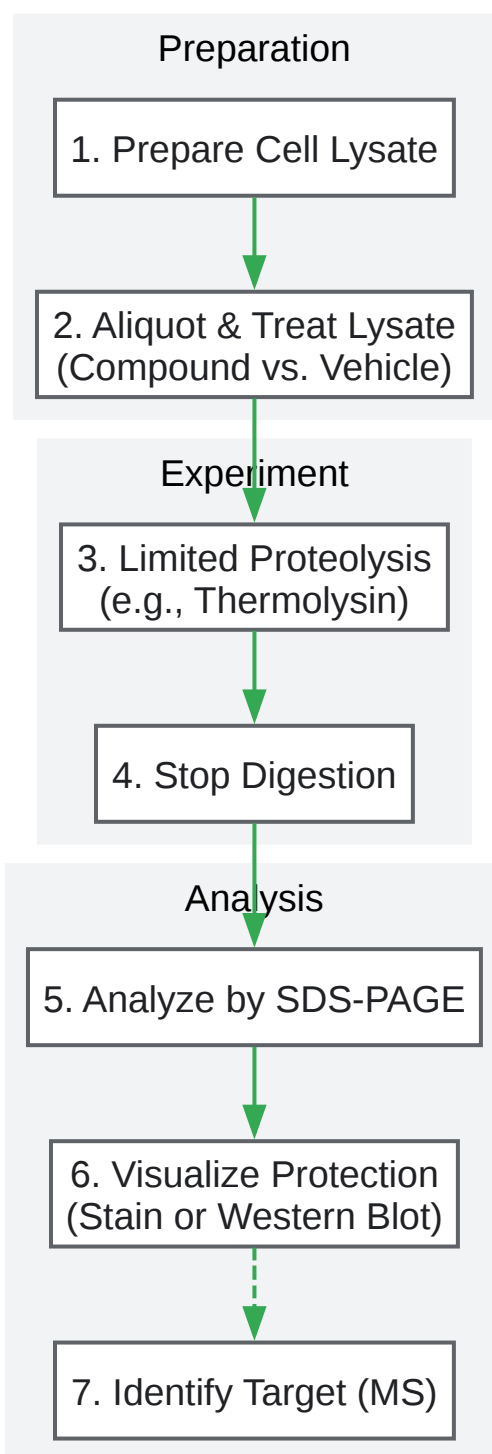 Preparation
1. Prepare Cell Lysate
2. Aliquot & Treat Lysate
(Compound vs. Vehicle)
Experiment
3. Limited Proteolysis
(e.g., Thermolysin)
4. Stop Digestion
Analysis
5. Analyze by SDS-PAGE
6. Visualize Protection
(Stain or Western Blot)
7. Identify Target (MS)